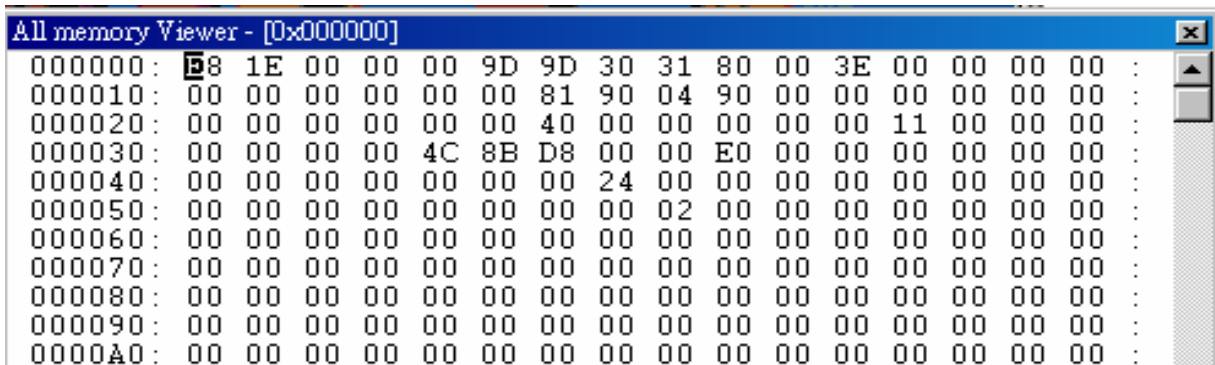 All memory Viewer - [0x000000]
000000: E8 1E 00 00 00 9D 9D 30 31 80 00 3E 00 00 00 00 :
000010: 00 00 00 00 00 00 81 90 04 90 00 00 00 00 00 00 :
000020: 00 00 00 00 00 00 40 00 00 00 00 00 11 00 00 00 :
000030: 00 00 00 00 4C 8B D8 00 00 E0 00 00 00 00 00 00 :
000040: 00 00 00 00 00 00 00 24 00 00 00 00 00 00 00 00 :
000050: 00 00 00 00 00 00 00 00 02 00 00 00 00 00 00 00 :
000060: 00 00 00 00 00 00 00 00 00 00 00 00 00 00 00 00 :
000070: 00 00 00 00 00 00 00 00 00 00 00 00 00 00 00 00 :
000080: 00 00 00 00 00 00 00 00 00 00 00 00 00 00 00 00 :
000090: 00 00 00 00 00 00 00 00 00 00 00 00 00 00 00 00 :
0000A0: 00 00 00 00 00 00 00 00 00 00 00 00 00 00 00 00 :